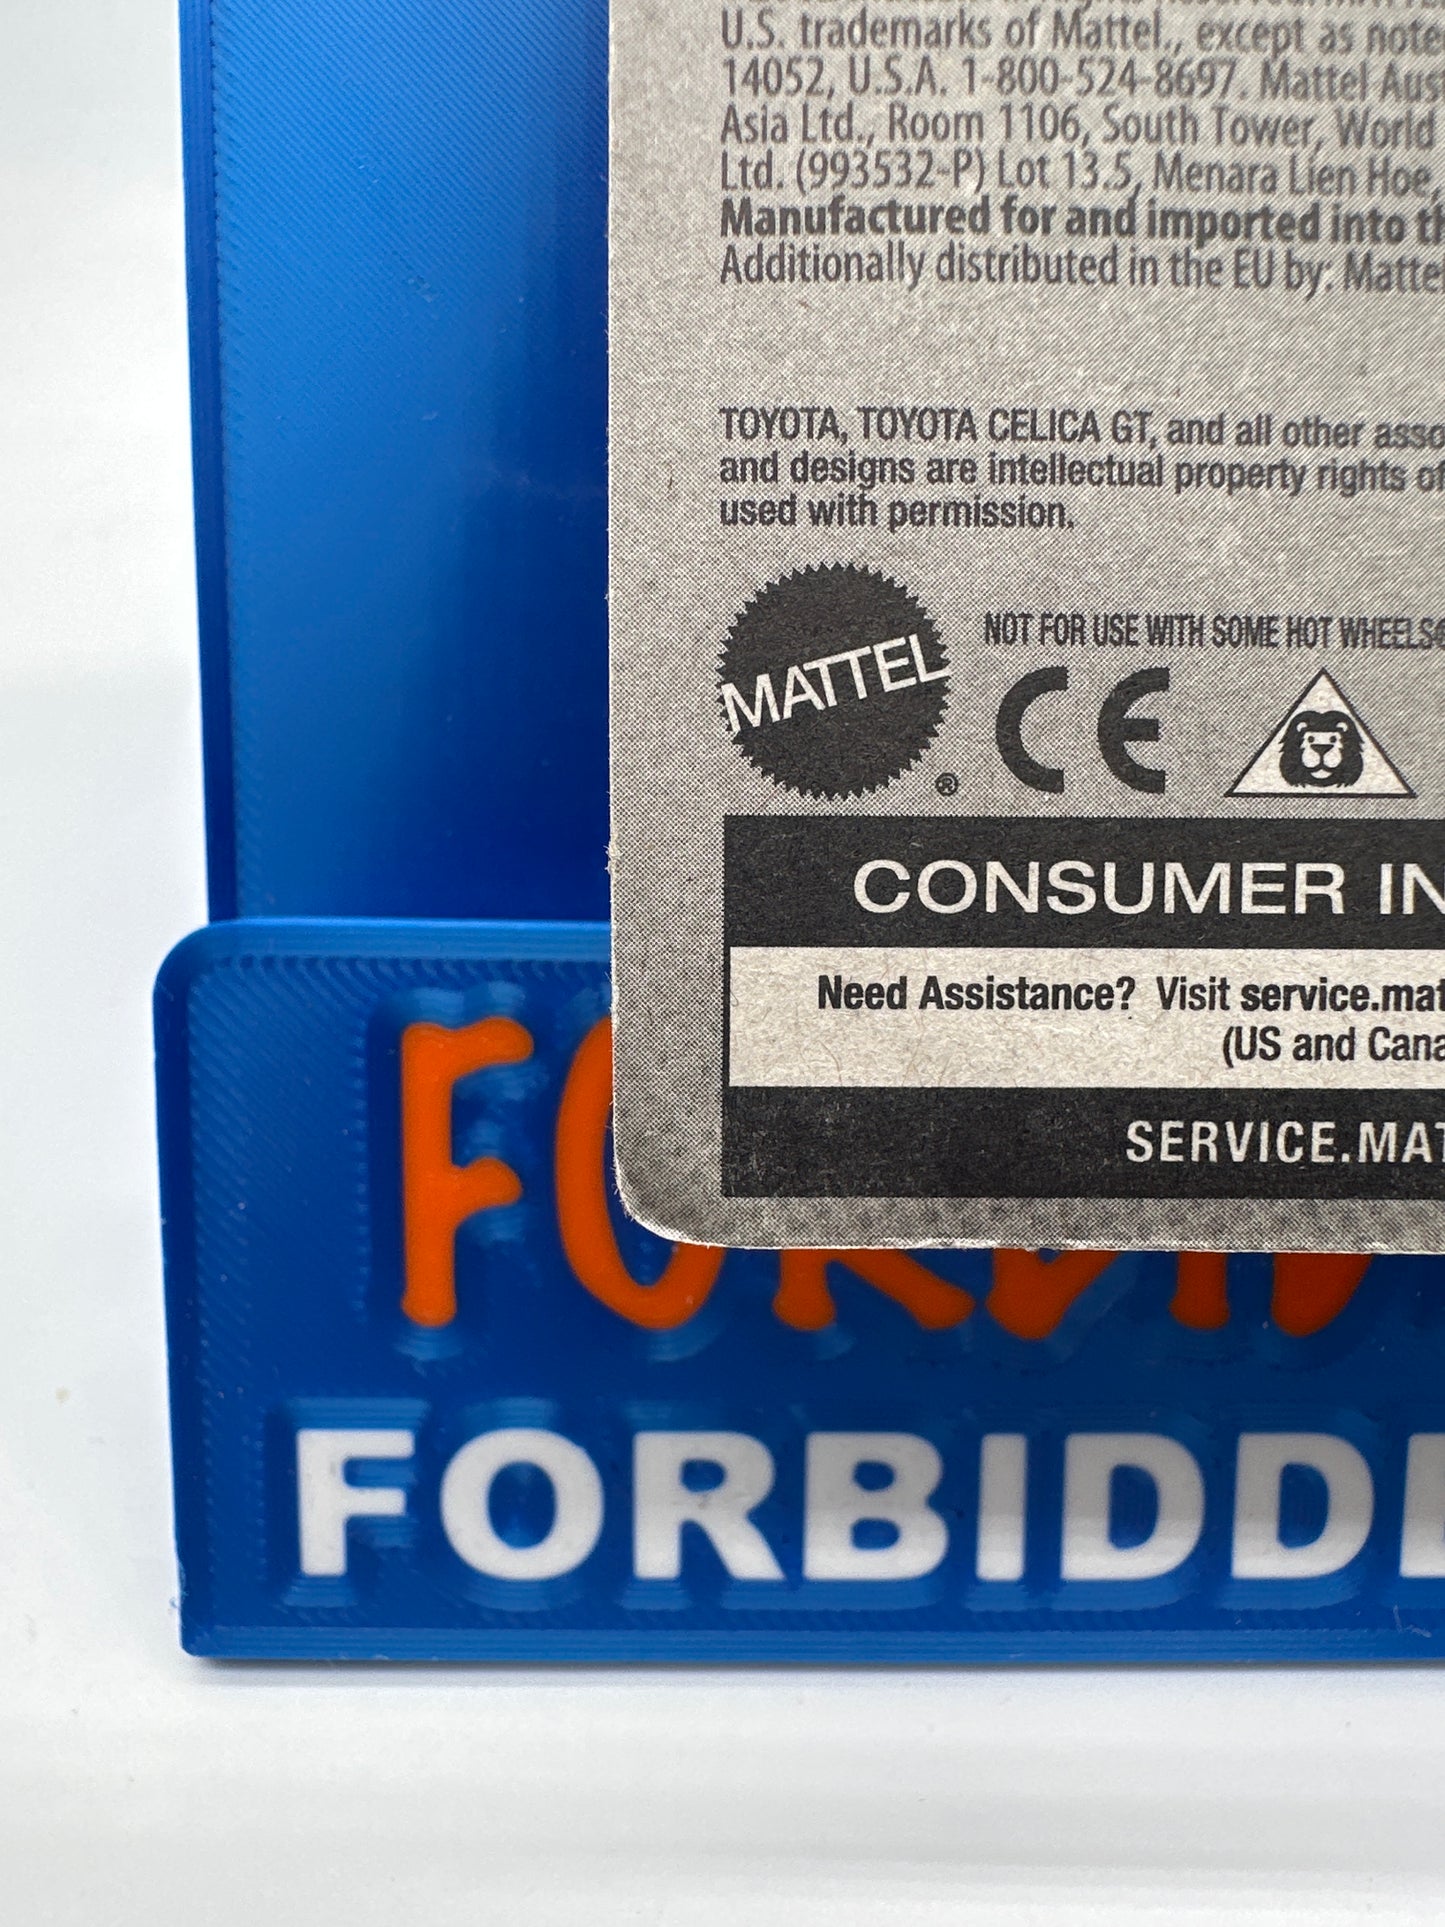 U.S. trademarks of Mattel., except as note
14052, U.S.A. 1-800-524-8697. Mattel Aus
Asia Ltd., Room 1106, South Tower, World
Ltd. (993532-P) Lot 13.5, Menara Lien Hoe,
Manufactured for and imported into th
Additionally distributed in the EU by: Matte
TOYOTA, TOYOTA CELICA GT, and all other asso
and designs are intellectual property rights of
used with permission.
MATTEL
®
NOT FOR USE WITH SOME HOT WHEELS®
CE
CONSUMER IN
Need Assistance? Visit service.mat
(US and Cana
SERVICE.MAT
FORBIDD